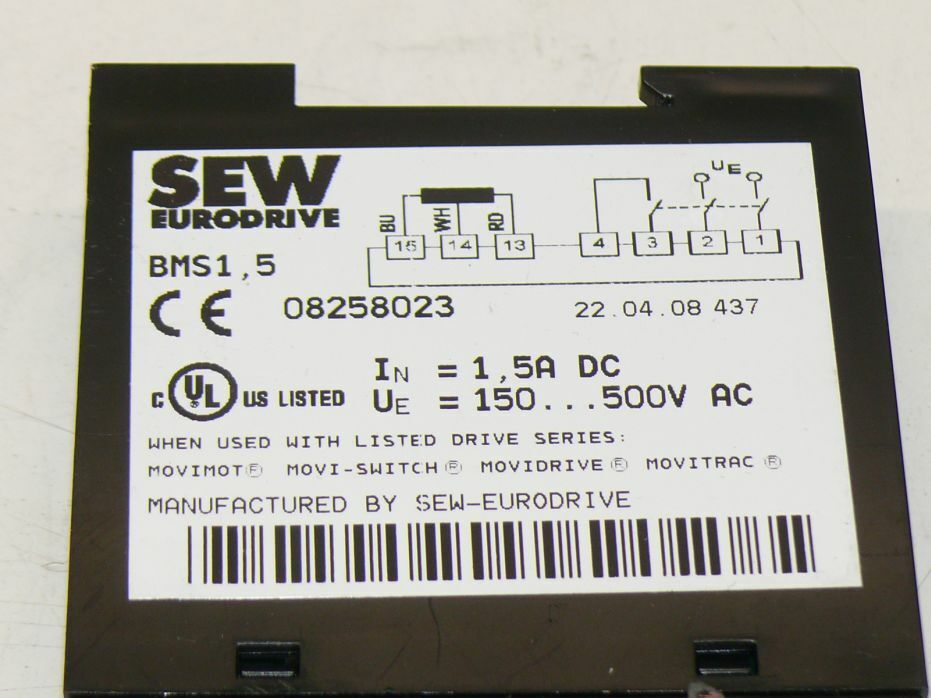 SEW
EURODRIVE
BU WH RD
15 14 13 4 3 2 1
UE
BMS1,5
CE 08258023 22.04.08 437
C UL US LISTED
IN = 1,5A DC
UE = 150...500V AC
WHEN USED WITH LISTED DRIVE SERIES:
MOVIMOT® MOVI-SWITCH® MOVIDRIVE® MOVITRAC®
MANUFACTURED BY SEW-EURODRIVE